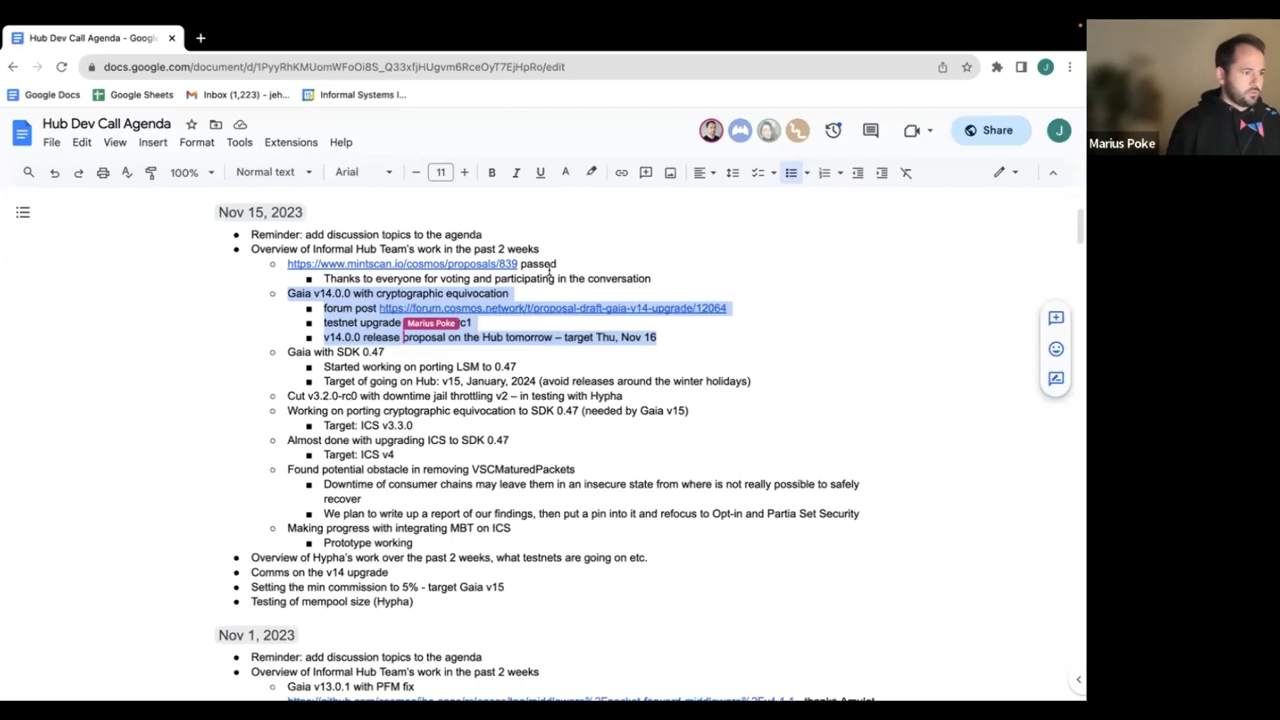 Hub Dev Call Agenda - Googl
docs.google.com/document/d/1PyyRhKMUomWFoOi8S_Q33xfjHUgvm6RceOyT7EjHpRo/edit
J
Google Docs
Google Sheets
Inbox (1,223) - jeh...
Informal Systems I...
Hub Dev Call Agenda
File Edit View Insert Format Tools Extensions Help
Share
J
100%
Normal text
Arial
11
B I U A
Marius Poke
Nov 15, 2023
Reminder: add discussion topics to the agenda
Overview of Informal Hub Team's work in the past 2 weeks
https://www.mintscan.io/cosmos/proposals/839 passed
Thanks to everyone for voting and participating in the conversation
Gaia v14.0.0 with cryptographic equivocation
forum post https://forum.cosmos.network/t/proposal-draft-gaia-v14-upgrade/12064
testnet upgrade Marius Poke c1
v14.0.0 release proposal on the Hub tomorrow – target Thu, Nov 16
Gaia with SDK 0.47
Started working on porting LSM to 0.47
Target of going on Hub: v15, January, 2024 (avoid releases around the winter holidays)
Cut v3.2.0-rc0 with downtime jail throttling v2 – in testing with Hypha
Working on porting cryptographic equivocation to SDK 0.47 (needed by Gaia v15)
Target: ICS v3.3.0
Almost done with upgrading ICS to SDK 0.47
Target: ICS v4
Found potential obstacle in removing VSCMaturedPackets
Downtime of consumer chains may leave them in an insecure state from where is not really possible to safely
recover
We plan to write up a report of our findings, then put a pin into it and refocus to Opt-in and Partia Set Security
Making progress with integrating MBT on ICS
Prototype working
Overview of Hypha's work over the past 2 weeks, what testnets are going on etc.
Comms on the v14 upgrade
Setting the min commission to 5% - target Gaia v15
Testing of mempool size (Hypha)
Nov 1, 2023
Reminder: add discussion topics to the agenda
Overview of Informal Hub Team's work in the past 2 weeks
Gaia v13.0.1 with PFM fix